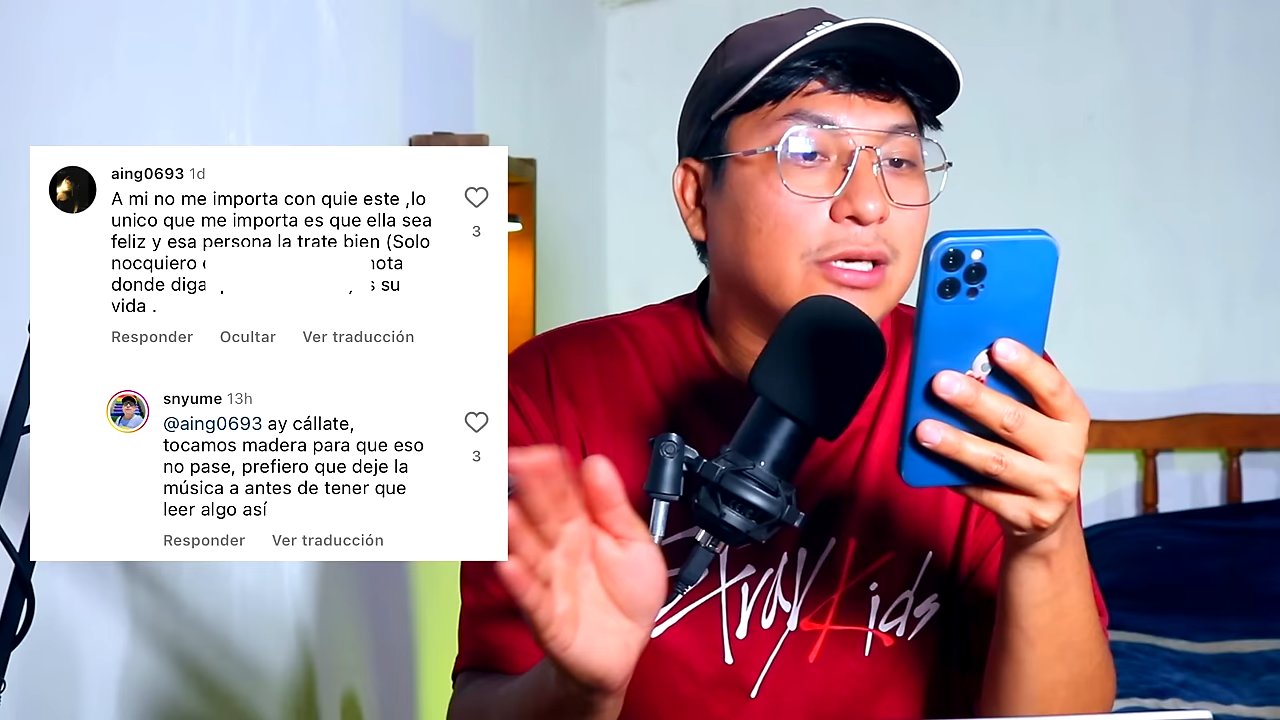 aing0693 1d
A mi no me importa con quie este ,lo
unico que me importa es que ella sea
feliz y esa persona la trate bien (Solo
nocquiero
donde diga su
vida .
3
Responder Ocultar Ver traducción
snyume 13h
@aing0693 ay cállate,
tocamos madera para que eso
no pase, prefiero que deje la
música a antes de tener que
leer algo así
3
Responder Ver traducción
Stray Kids